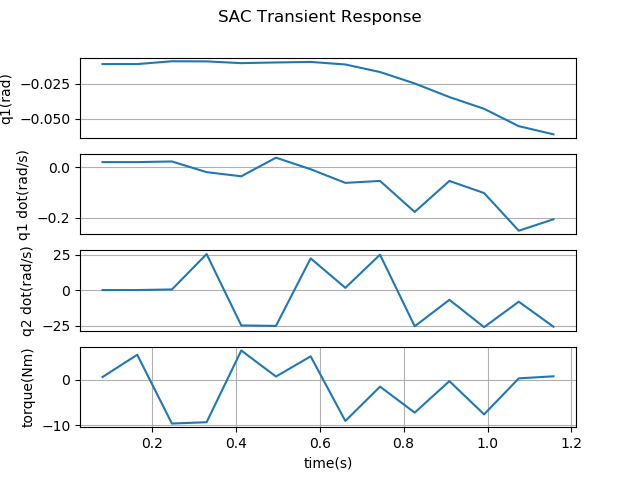 SAC Transient Response
q1(rad)
−0.025
−0.050
q1 dot(rad/s)
0.0
−0.2
q2 dot(rad/s)
25
0
−25
torque(Nm)
0
−10
0.2 0.4 0.6 0.8 1.0 1.2
time(s)